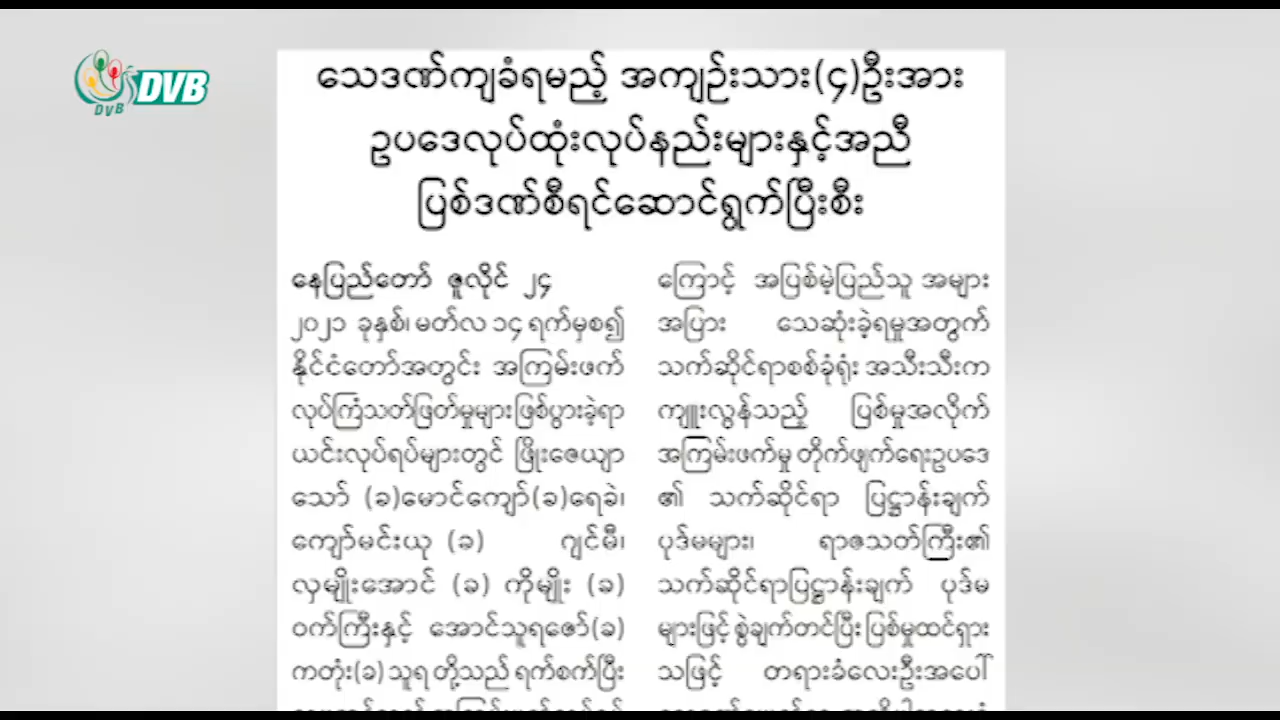 DVB
DVB
သေဒဏ်ကျခံရမည့် အကျဉ်းသား(၄)ဦးအား
ဥပဒေလုပ်ထုံးလုပ်နည်းများနှင့်အညီ
ပြစ်ဒဏ်စီရင်ဆောင်ရွက်ပြီးစီး
နေပြည်တော် ဇူလိုင် ၂၄
၂၀၂၁ ခုနှစ်၊ မတ်လ ၁၄ ရက်မှစ၍
နိုင်ငံတော်အတွင်း အကြမ်းဖက်
လုပ်ကြံသတ်ဖြတ်မှုများဖြစ်ပွားခဲ့ရာ
ယင်းလုပ်ရပ်များတွင် ဖြိုးဇေယျာ
သော် (ခ)မောင်ကျော်(ခ)ရေခဲ၊
ကျော်မင်းယု (ခ) ဂျင်မီ၊
လှမျိုးအောင် (ခ) ကိုမျိုး (ခ)
ဝက်ကြီးနှင့် အောင်သူရဇော်(ခ)
ကတုံး(ခ) သူရ တို့သည် ရက်စက်ပြီး
ကြောင့် အပြစ်မဲ့ပြည်သူ အများ
အပြား သေဆုံးခဲ့ရမှုအတွက်
သက်ဆိုင်ရာစစ်ခုံရုံး အသီးသီးက
ကျူးလွန်သည့် ပြစ်မှုအလိုက်
အကြမ်းဖက်မှု တိုက်ဖျက်ရေးဥပဒေ
၏ သက်ဆိုင်ရာ ပြဋ္ဌာန်းချက်
ပုဒ်မများ၊ ရာဇသတ်ကြီး၏
သက်ဆိုင်ရာပြဋ္ဌာန်းချက် ပုဒ်မ
များဖြင့် စွဲချက်တင်ပြီး ပြစ်မှုထင်ရှား
သဖြင့် တရားခံလေးဦးအပေါ်